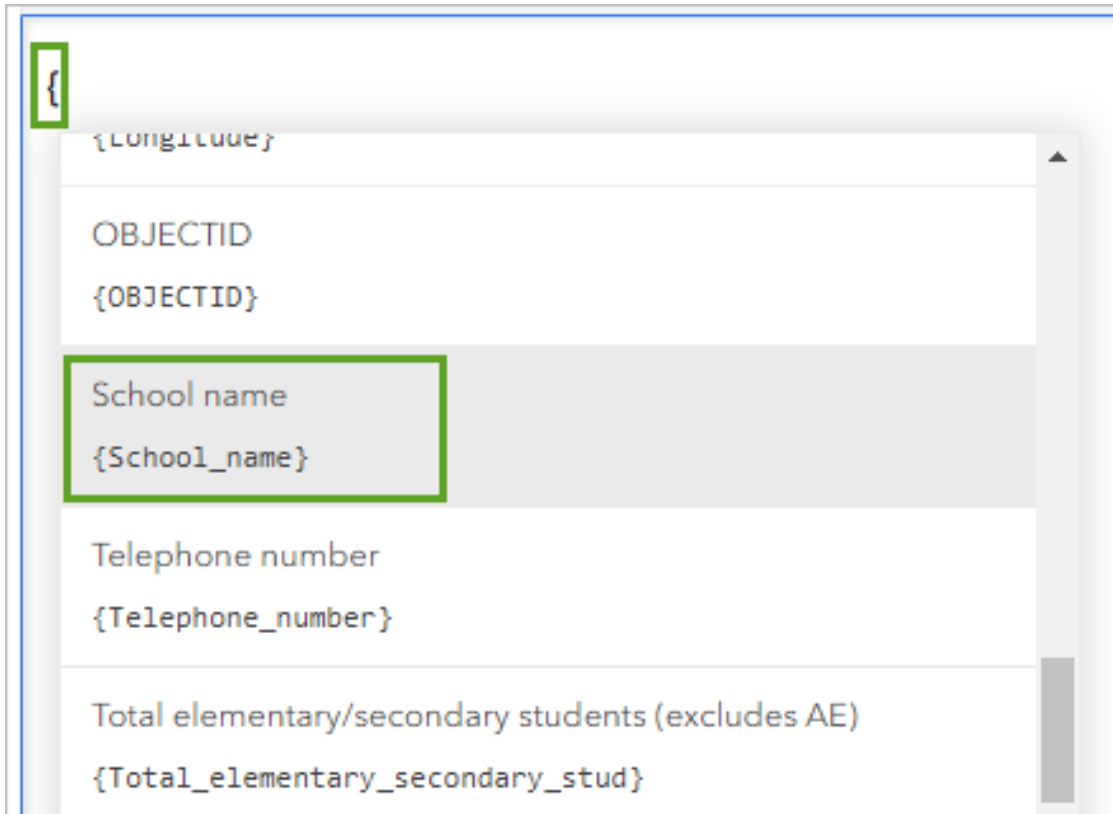 {
{Longitude}
OBJECTID
{OBJECTID}
School name
{School_name}
Telephone number
{Telephone_number}
Total elementary/secondary students (excludes AE)
{Total_elementary_secondary_stud}